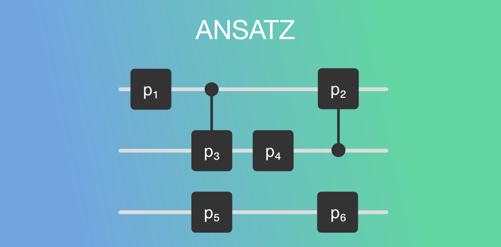 ANSATZ
p₁ p₂
p₃ p₄
p₅ p₆